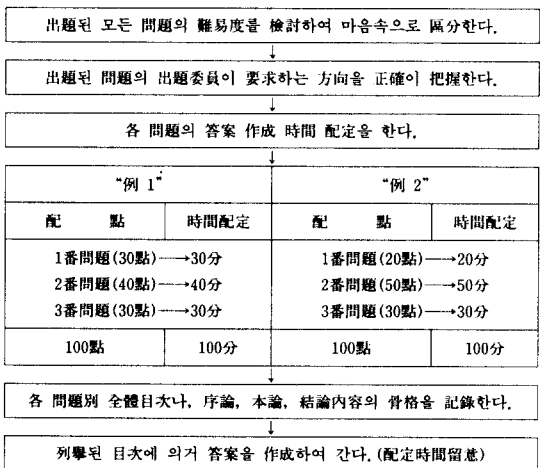 出題된 모든 問題의 難易度를 檢討하여 마음속으로 區分한다.
出題된 問題의 出題委員이 要求하는 方向을 正確이 把握한다.
各 問題의 答案 作成 時間 配定을 한다.
“例 1” “例 2”
配 點 時間配定 配 點 時間配定
1番問題(30點)→30分 1番問題(20點)→20分
2番問題(40點)→40分 2番問題(50點)→50分
3番問題(30點)→30分 3番問題(30點)→30分
100點 100分 100點 100分
各 問題別 全體目次나, 序論, 本論, 結論內容의 骨格을 記錄한다.
列擧된 目次에 의거 答案을 作成하여 간다.(配定時間留意)